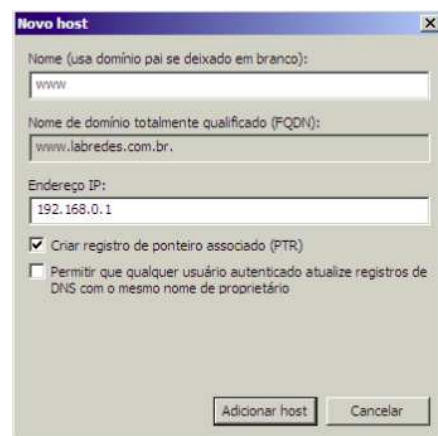 Novo host
Nome (usa domínio pai se deixado em branco):
www
Nome de domínio totalmente qualificado (FQDN):
www.labredes.com.br.
Endereço IP:
192.168.0.1
Criar registro de ponteiro associado (PTR)
Permitir que qualquer usuário autenticado atualize registros de
DNS com o mesmo nome de proprietário
Adicionar host
Cancelar